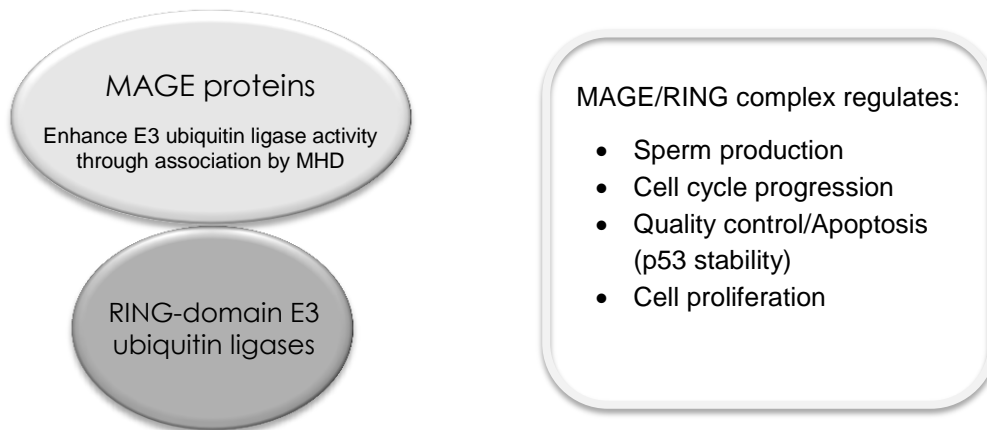 MAGE proteins
Enhance E3 ubiquitin ligase activity
through association by MHD
RING-domain E3
ubiquitin ligases
MAGE/RING complex regulates:
• Sperm production
• Cell cycle progression
• Quality control/Apoptosis
(p53 stability)
• Cell proliferation